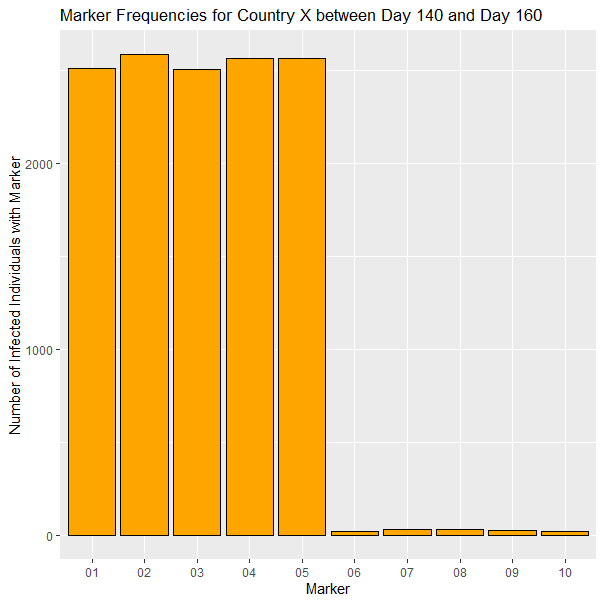 Marker Frequencies for Country X between Day 140 and Day 160
Number of Infected Individuals with Marker
2000
1000
0
01 02 03 04 05 06 07 08 09 10
Marker